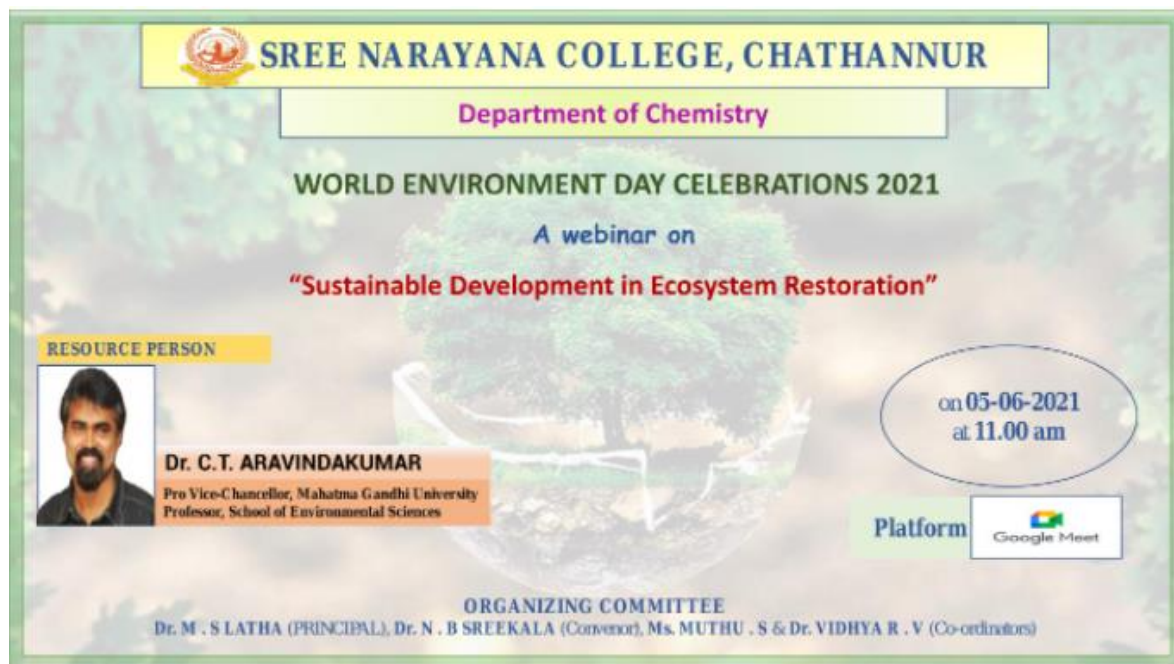 SREE NARAYANA COLLEGE, CHATHANNUR
Department of Chemistry
WORLD ENVIRONMENT DAY CELEBRATIONS 2021
A webinar on
“Sustainable Development in Ecosystem Restoration”
RESOURCE PERSON
Dr. C.T. ARAVINDAKUMAR
Pro Vice-Chancellor, Mahatma Gandhi University
Professor, School of Environmental Sciences
on 05-06-2021
at 11.00 am
Platform
Google Meet
ORGANIZING COMMITTEE
Dr. M . S LATHA (PRINCIPAL), Dr. N . B SREEKALA (Convenor), Ms. MUTHU . S & Dr. VIDHYA R . V (Co-ordinators)